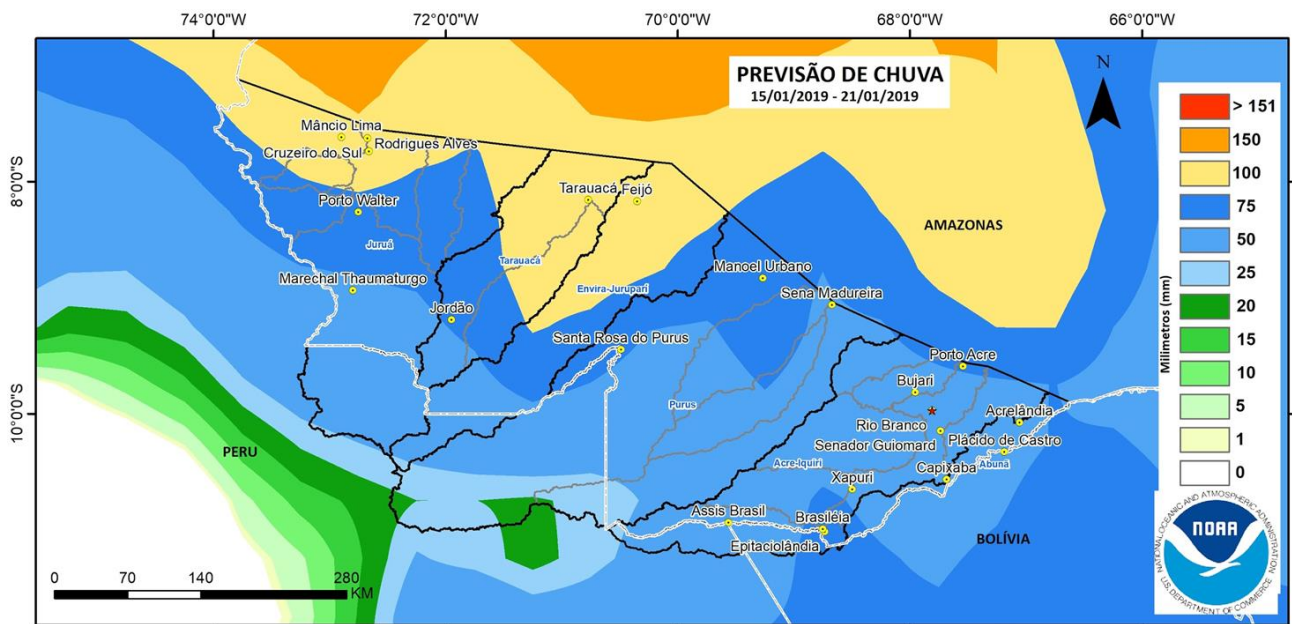 74°0'0"W
72°0'0"W
70°0'0"W
68°0'0"W
66°0'0"W
PREVISÃO DE CHUVA
15/01/2019 - 21/01/2019
N
Mâncio Lima
Rodrigues Alves
Cruzeiro do Sul
8°0'0"S
Tarauacá
Feijó
Porto Walter
Juruá
AMAZONAS
Tarauacá
Manoel Urbano
Marechal Thaumaturgo
Envira-Jurupari
Sena Madureira
Jordão
Santa Rosa do Purus
Porto Acre
Bujari
10°0'0"S
Purus
Acrelândia
Rio Branco
Plácido de Castro
Senador Guiomard
PERU
Acre-Iquiri
Capixaba
Abunã
Xapuri
Assis Brasil
Brasiléia
Epitaciolândia
BOLÍVIA
0
70
140
280
KM
Milimetros (mm)
> 151
150
100
75
50
25
20
15
10
5
1
0
NATIONAL OCEANIC AND ATMOSPHERIC ADMINISTRATION
NOAA
U.S. DEPARTMENT OF COMMERCE